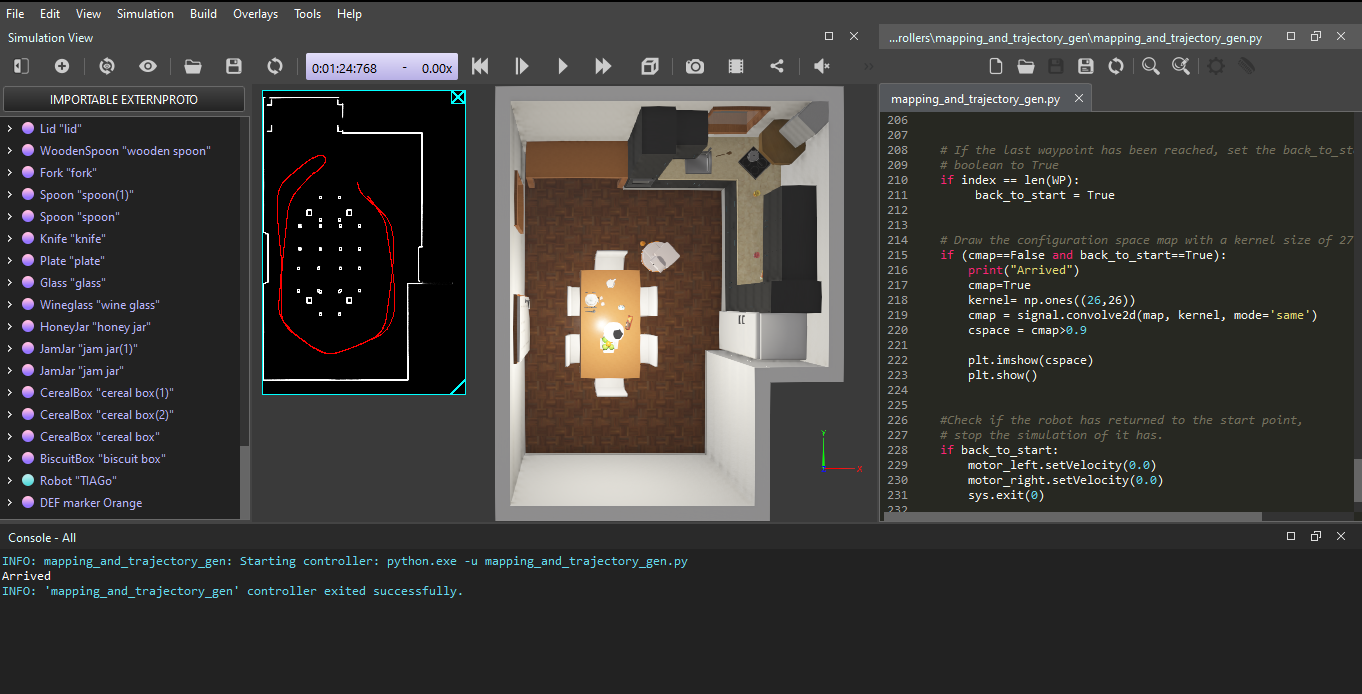 File Edit View Simulation Build Overlays Tools Help
Simulation View
0:01:24:768 - 0.00x
IMPORTABLE EXTERNPROTO
Lid "lid"
WoodenSpoon "wooden spoon"
Fork "fork"
Spoon "spoon(1)"
Spoon "spoon"
Knife "knife"
Plate "plate"
Glass "glass"
Wineglass "wine glass"
HoneyJar "honey jar"
JamJar "jam jar(1)"
JamJar "jam jar"
CerealBox "cereal box(1)"
CerealBox "cereal box(2)"
CerealBox "cereal box"
BiscuitBox "biscuit box"
Robot "TIAGo"
DEF marker Orange
Y
X
...rollers\mapping_and_trajectory_gen\mapping_and_trajectory_gen.py
mapping_and_trajectory_gen.py
206
207
208 # If the last waypoint has been reached, set the back_to_st
209 # boolean to True
210 if index == len(WP):
211 back_to_start = True
212
213
214 # Draw the configuration space map with a kernel size of 27
215 if (cmap==False and back_to_start==True):
216 print("Arrived")
217 cmap=True
218 kernel= np.ones((26,26))
219 cmap = signal.convolve2d(map, kernel, mode='same')
220 cspace = cmap>0.9
221
222 plt.imshow(cspace)
223 plt.show()
224
225
226 #Check if the robot has returned to the start point,
227 # stop the simulation of it has.
228 if back_to_start:
229 motor_left.setVelocity(0.0)
230 motor_right.setVelocity(0.0)
231 sys.exit(0)
232
Console - All
INFO: mapping_and_trajectory_gen: Starting controller: python.exe -u mapping_and_trajectory_gen.py
Arrived
INFO: 'mapping_and_trajectory_gen' controller exited successfully.